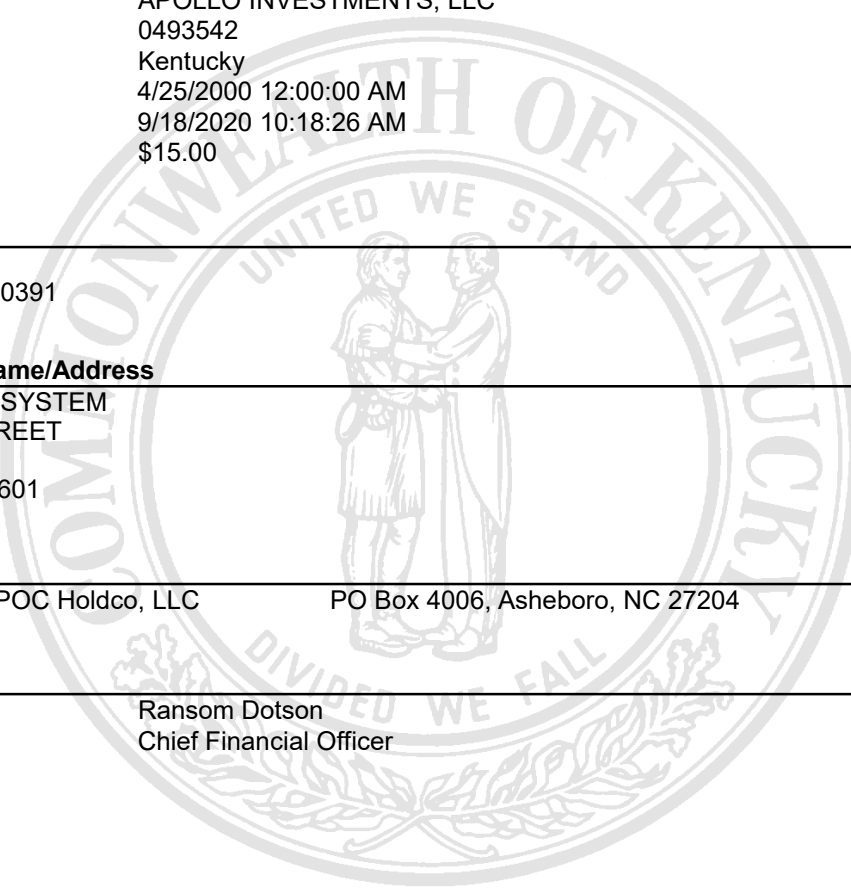 APOLLO INVESTMENTS, LLC
0493542
Kentucky
4/25/2000 12:00:00 AM
9/18/2020 10:18:26 AM
$15.00
COMMONWEALTH OF KENTUCKY
UNITED WE STAND
0391
ame/Address
SYSTEM
REET
601
POC Holdco, LLC PO Box 4006, Asheboro, NC 27204
DIVIDED WE FALL
Ransom Dotson
Chief Financial Officer